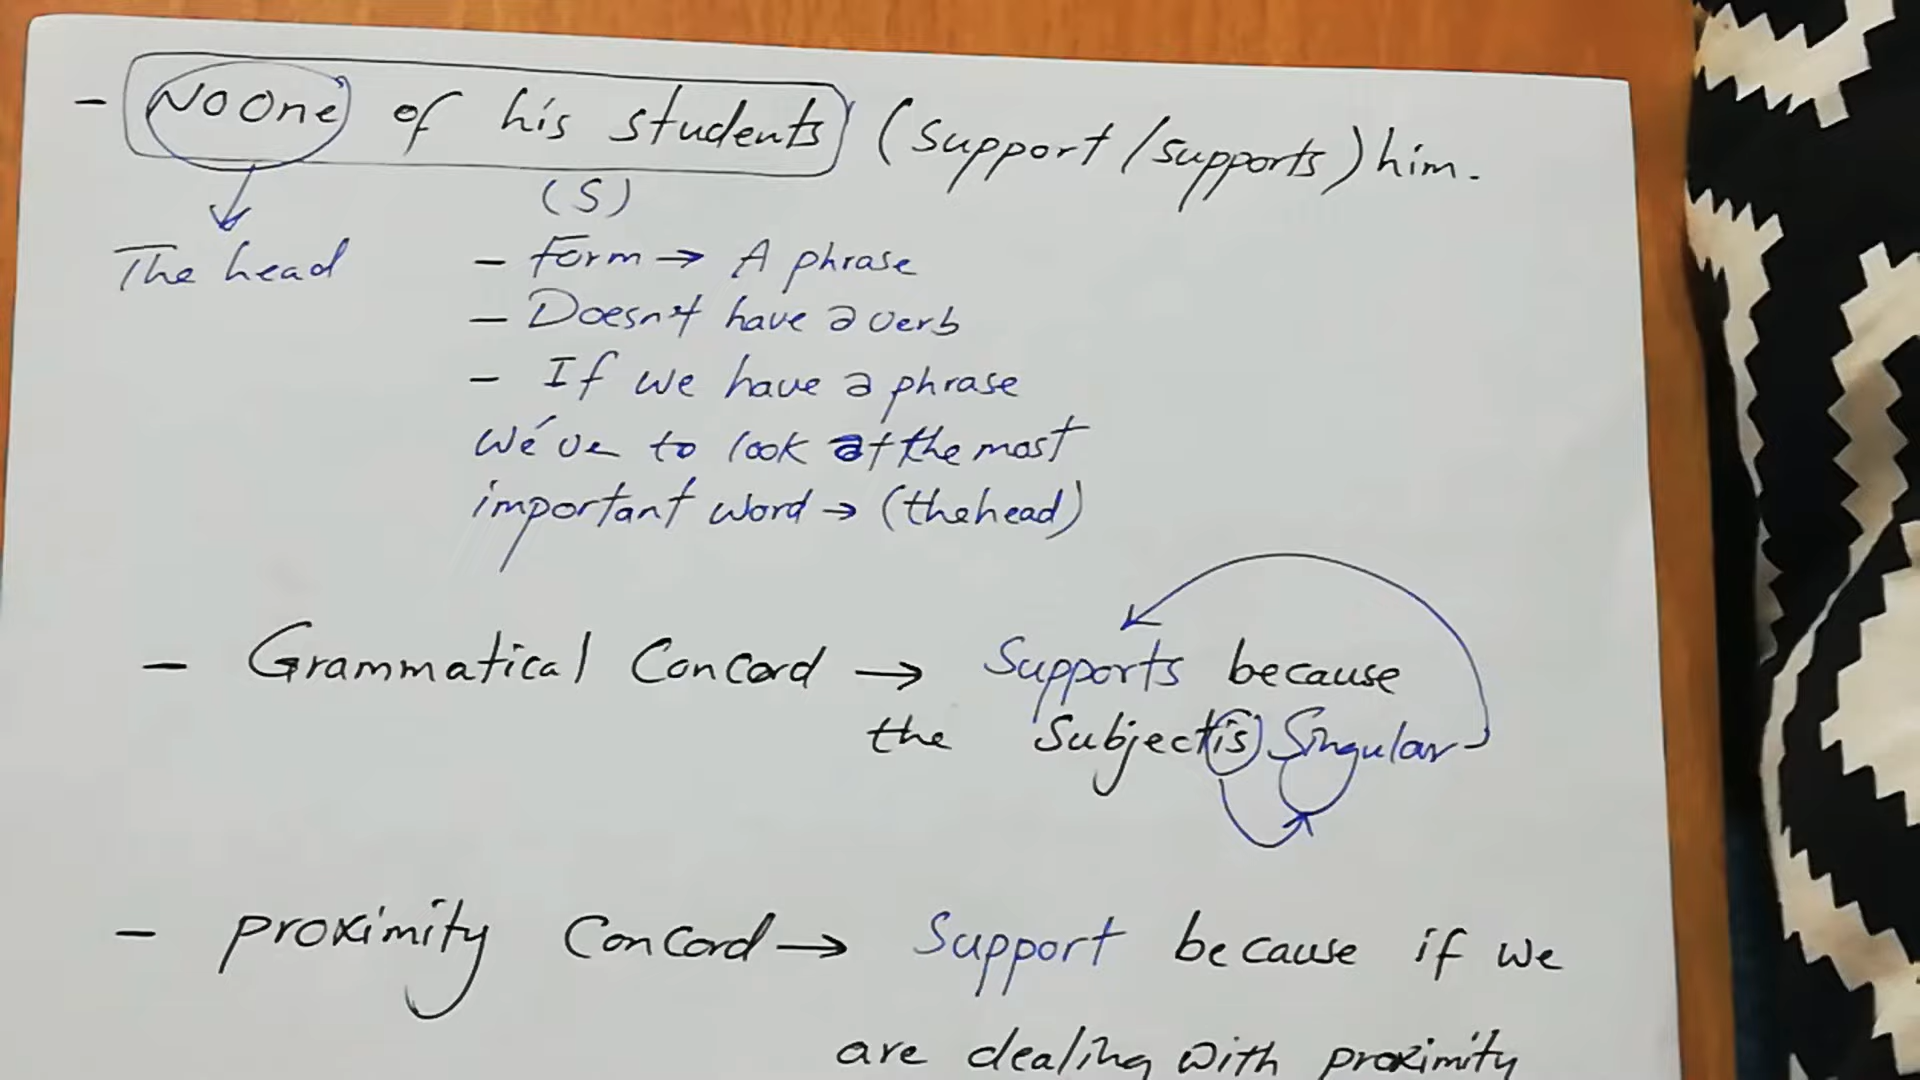 - No One of his students (support/supports) him.
(S)
The head
- Form → A phrase
- Doesn't have a verb
- If we have a phrase
we've to look at the most
important word → (the head)
- Grammatical Concord → Supports because
the Subject is Singular
- proximity Concord → Support because if we
are dealing with proximity